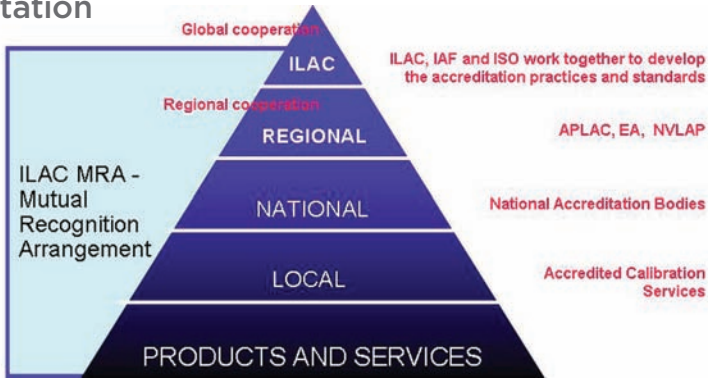 tation
Global cooperation
ILAC
ILAC, IAF and ISO work together to develop
the accreditation practices and standards
Regional cooperation
REGIONAL
APLAC, EA, NVLAP
ILAC MRA -
Mutual
Recognition
Arrangement
NATIONAL
National Accreditation Bodies
LOCAL
Accredited Calibration
Services
PRODUCTS AND SERVICES